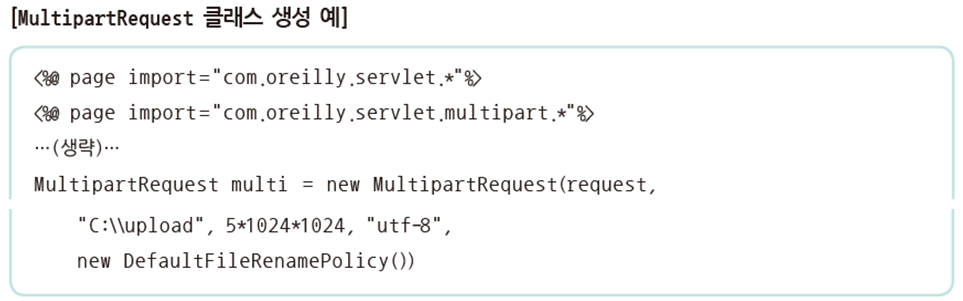 [MultipartRequest 클래스 생성 예]
<%@ page import="com.oreilly.servlet.*"%>
<%@ page import="com.oreilly.servlet.multipart.*"%>
…(생략)…
MultipartRequest multi = new MultipartRequest(request,
"C:\\upload", 5*1024*1024, "utf-8",
new DefaultFileRenamePolicy())